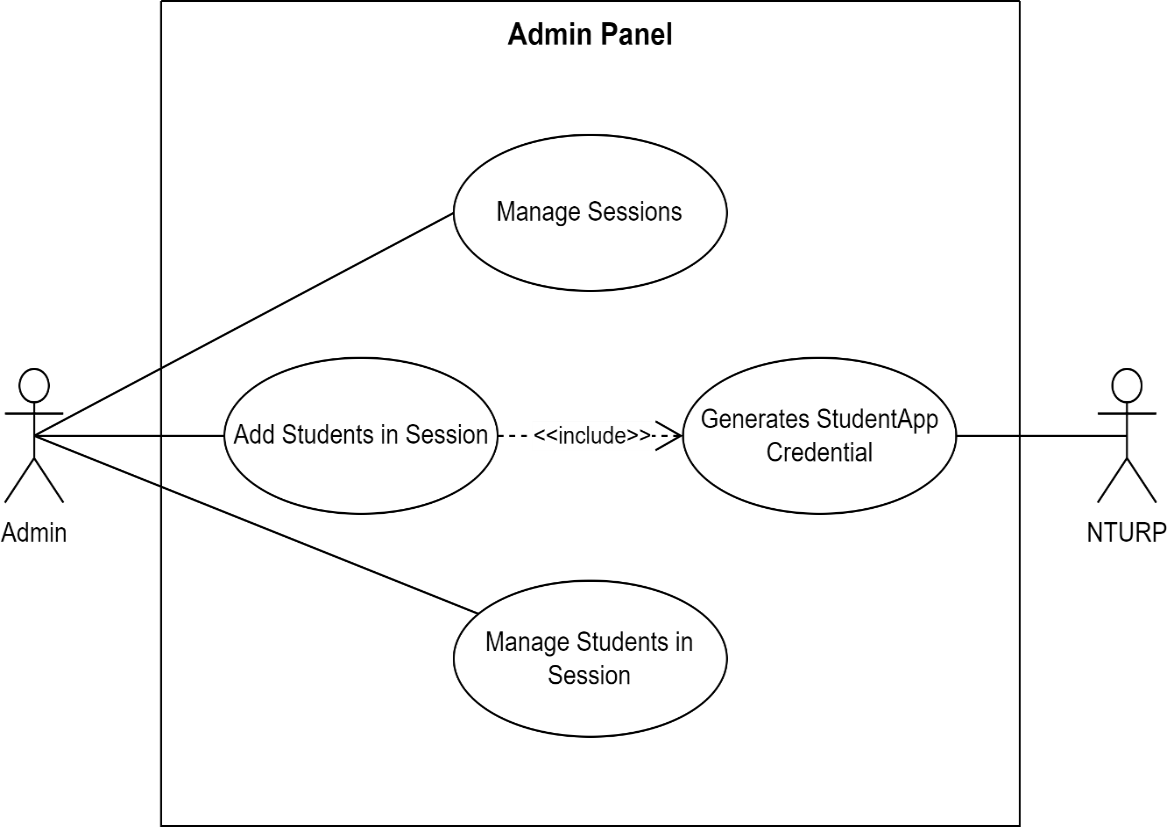 Admin Panel
Manage Sessions
Add Students in Session
<<include>>
Generates StudentApp
Credential
Admin
NTURP
Manage Students in
Session